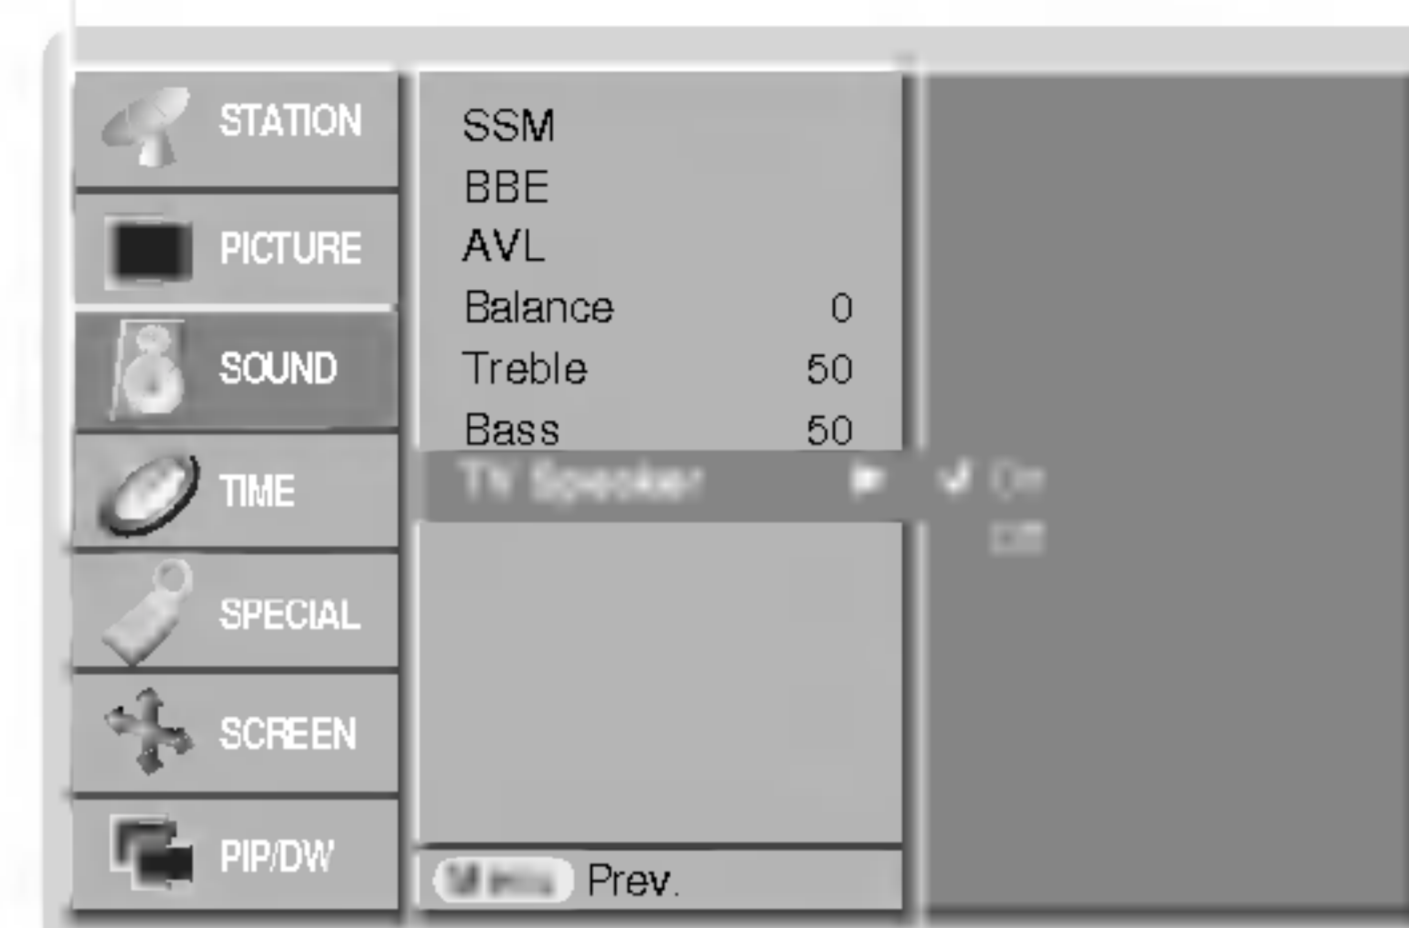 STATION
PICTURE
SOUND
TIME
SPECIAL
SCREEN
PIP/DW
SSM
BBE
AVL
Balance 0
Treble 50
Bass 50
TV Speaker ► ✓ On
Off
Menu Prev.